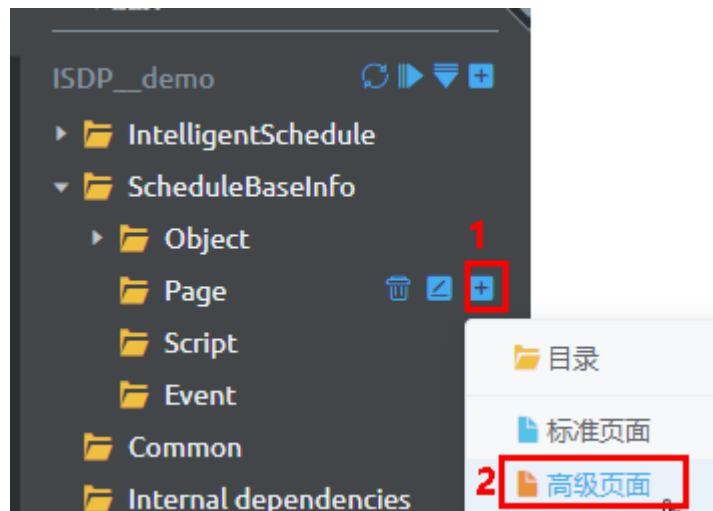 ISDP__demo
IntelligentSchedule
ScheduleBaseInfo
Object
1
Page
Script
目录
Event
标准页面
Common
2 高级页面
Internal dependencies